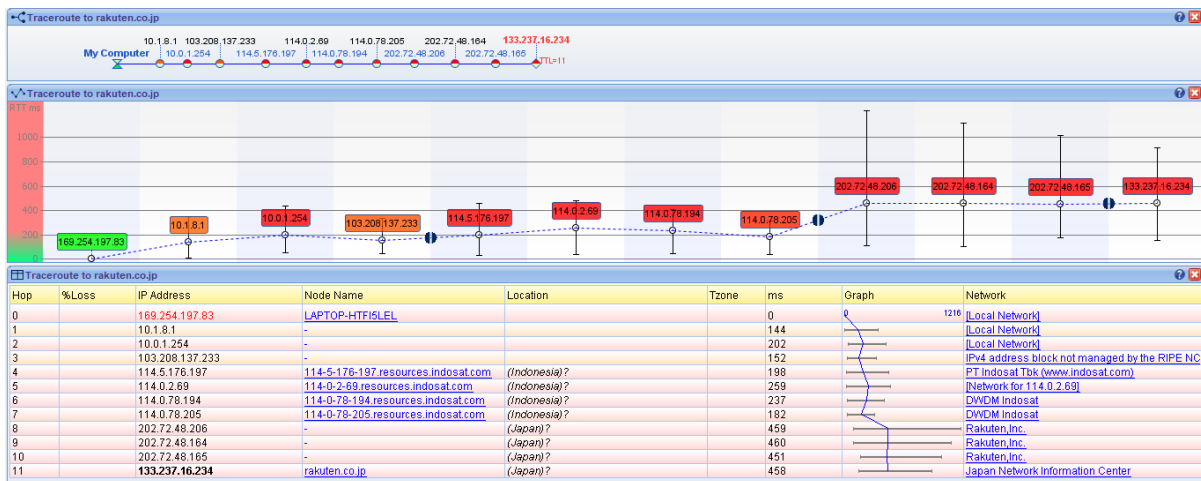 Traceroute to rakuten.co.jp
10.1.8.1 103.208.137.233 114.0.2.69 114.0.78.205 202.72.48.164 133.237.16.234
My Computer 10.0.1.254 114.5.176.197 114.0.78.194 202.72.48.206 202.72.48.165 TTL=11
Traceroute to rakuten.co.jp
RTT ms
1000
800
600
400
200
0
169.254.197.83
10.1.8.1
10.0.1.254
103.208.137.233
114.5.176.197
114.0.2.69
114.0.78.194
114.0.78.205
202.72.48.206
202.72.48.164
202.72.48.165
133.237.16.234
Traceroute to rakuten.co.jp
Hop %Loss IP Address Node Name Location Tzone ms Graph Network
0 169.254.197.83 LAPTOP-HTFI5LEL 0 0 1216 [Local Network]
1 10.1.8.1 - 144 [Local Network]
2 10.0.1.254 - 202 [Local Network]
3 103.208.137.233 - 152 IPv4 address block not managed by the RIPE NC
4 114.5.176.197 114-5-176-197.resources.indosat.com (Indonesia)? 198 PT Indosat Tbk (www.indosat.com)
5 114.0.2.69 114-0-2-69.resources.indosat.com (Indonesia)? 259 [Network for 114.0.2.69]
6 114.0.78.194 114-0-78-194.resources.indosat.com (Indonesia)? 237 DWDM Indosat
7 114.0.78.205 114-0-78-205.resources.indosat.com (Indonesia)? 182 DWDM Indosat
8 202.72.48.206 - (Japan)? 459 Rakuten,Inc.
9 202.72.48.164 - (Japan)? 460 Rakuten,Inc.
10 202.72.48.165 - (Japan)? 451 Rakuten,Inc.
11 133.237.16.234 rakuten.co.jp (Japan)? 458 Japan Network Information Center